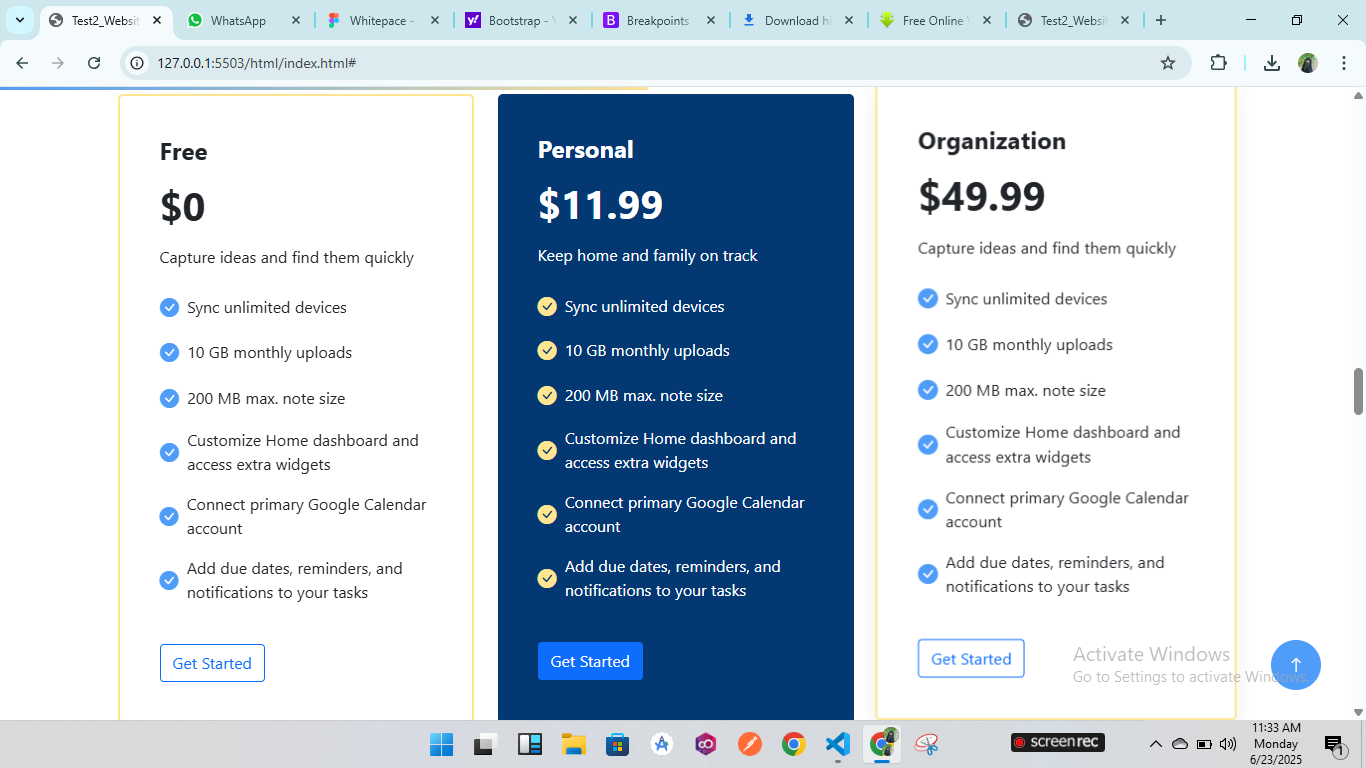 Test2_Websit
WhatsApp
Whitepace -
Bootstrap -
Breakpoints
Download hi
Free Online
Test2_Websit
127.0.0.1:5503/html/index.html#
Free
$0
Capture ideas and find them quickly
Sync unlimited devices
10 GB monthly uploads
200 MB max. note size
Customize Home dashboard and
access extra widgets
Connect primary Google Calendar
account
Add due dates, reminders, and
notifications to your tasks
Get Started
Personal
$11.99
Keep home and family on track
Sync unlimited devices
10 GB monthly uploads
200 MB max. note size
Customize Home dashboard and
access extra widgets
Connect primary Google Calendar
account
Add due dates, reminders, and
notifications to your tasks
Get Started
Organization
$49.99
Capture ideas and find them quickly
Sync unlimited devices
10 GB monthly uploads
200 MB max. note size
Customize Home dashboard and
access extra widgets
Connect primary Google Calendar
account
Add due dates, reminders, and
notifications to your tasks
Get Started
Activate Windows
Go to Settings to activate Windows.
screenrec
11:33 AM
Monday
6/23/2025
1